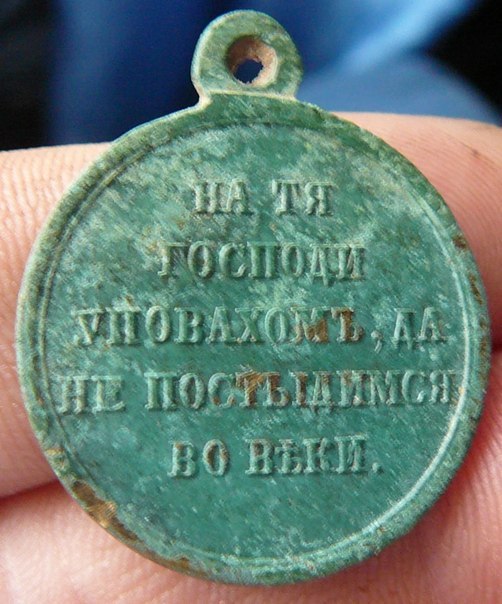 НА ТЯ
ГОСПОДИ
УПОВАХОМЪ, ДА
НЕ ПОСТЫДИМСЯ
ВО ВѢКИ.